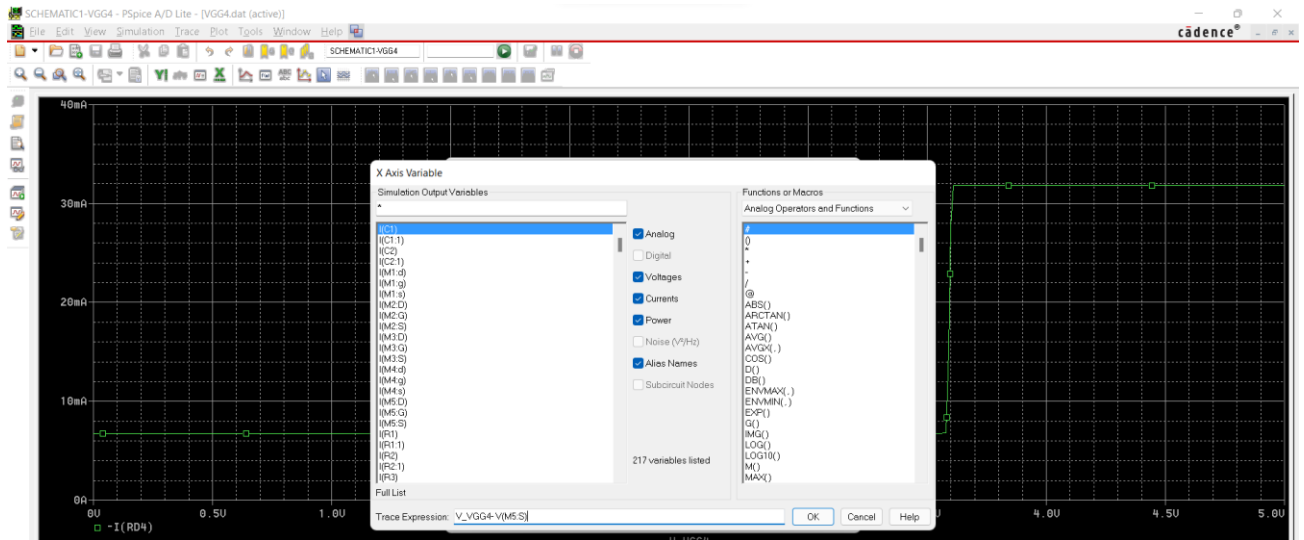 SCHEMATIC1-VGG4 - PSpice A/D Lite - [VGG4.dat (active)]
File Edit View Simulation Trace Plot Tools Window Help
cādence®
SCHEMATIC1-VGG4
40mA
30mA
20mA
10mA
0A
0V 0.5V 1.0V 4.0V 4.5V 5.0V
-I(RD4)
X Axis Variable
Simulation Output Variables
*
I(C1)
I(C1:1)
I(C2)
I(C2:1)
I(M1:d)
I(M1:g)
I(M1:s)
I(M2:D)
I(M2:G)
I(M2:S)
I(M3:D)
I(M3:G)
I(M3:S)
I(M4:d)
I(M4:g)
I(M4:s)
I(M5:D)
I(M5:G)
I(M5:S)
I(R1)
I(R1:1)
I(R2)
I(R2:1)
I(R3)
Full List
Analog
Digital
Voltages
Currents
Power
Noise (V²/Hz)
Alias Names
Subcircuit Nodes
217 variables listed
Functions or Macros
Analog Operators and Functions
#
()
*
+
-
/
@
ABS()
ARCTAN()
ATAN()
AVG()
AVGX(,)
COS()
D()
DB()
ENVMAX(,)
ENVMIN(,)
EXP()
G()
IMG()
LOG()
LOG10()
M()
MAX()
Trace Expression: V_VGG4-V(M5:S)
OK Cancel Help